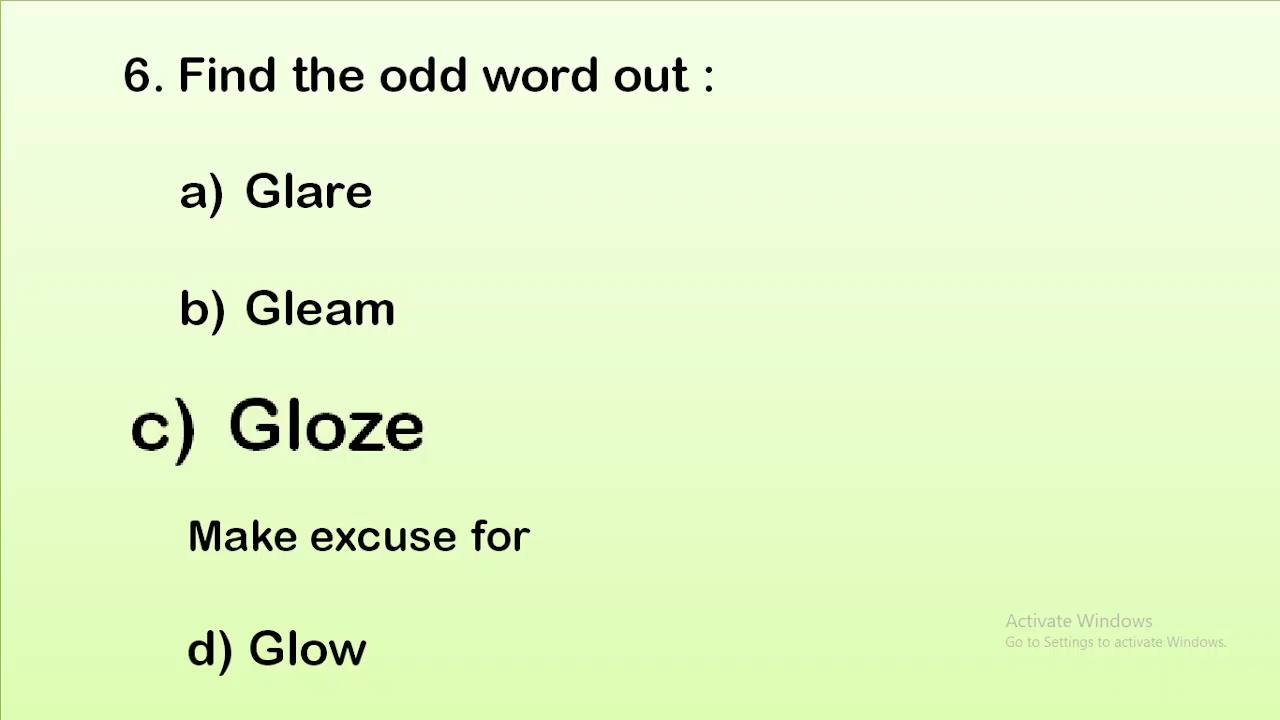 6. Find the odd word out :
a) Glare
b) Gleam
c) Gloze
Make excuse for
d) Glow
Activate Windows
Go to Settings to activate Windows.